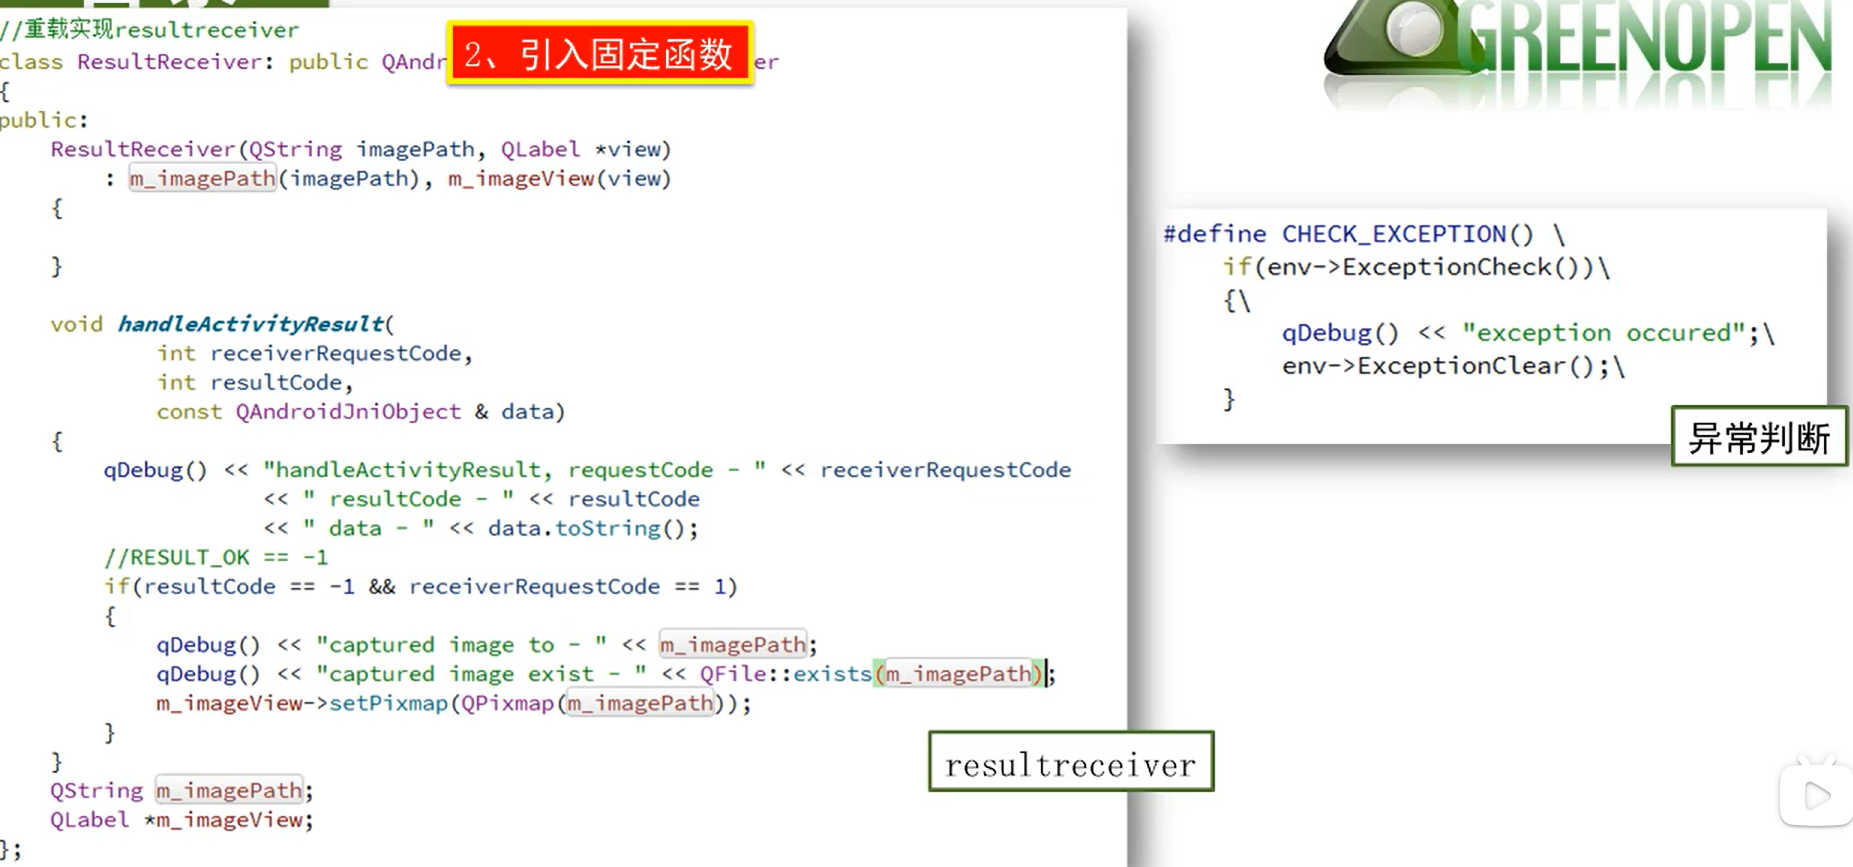 //重载实现resultreceiver
2、引入固定函数
class ResultReceiver: public QAndr er
{
public:
ResultReceiver(QString imagePath, QLabel *view)
: m_imagePath(imagePath), m_imageView(view)
{
}
void handleActivityResult(
int receiverRequestCode,
int resultCode,
const QAndroidJniObject & data)
{
qDebug() << "handleActivityResult, requestCode - " << receiverRequestCode
<< " resultCode - " << resultCode
<< " data - " << data.toString();
//RESULT_OK == -1
if(resultCode == -1 && receiverRequestCode == 1)
{
qDebug() << "captured image to - " << m_imagePath;
qDebug() << "captured image exist - " << QFile::exists(m_imagePath);
m_imageView->setPixmap(QPixmap(m_imagePath));
}
}
QString m_imagePath;
QLabel *m_imageView;
};
resultreceiver
GREENOPEN
#define CHECK_EXCEPTION() \
if(env->ExceptionCheck())\
{\
qDebug() << "exception occured";\
env->ExceptionClear();\
}
异常判断